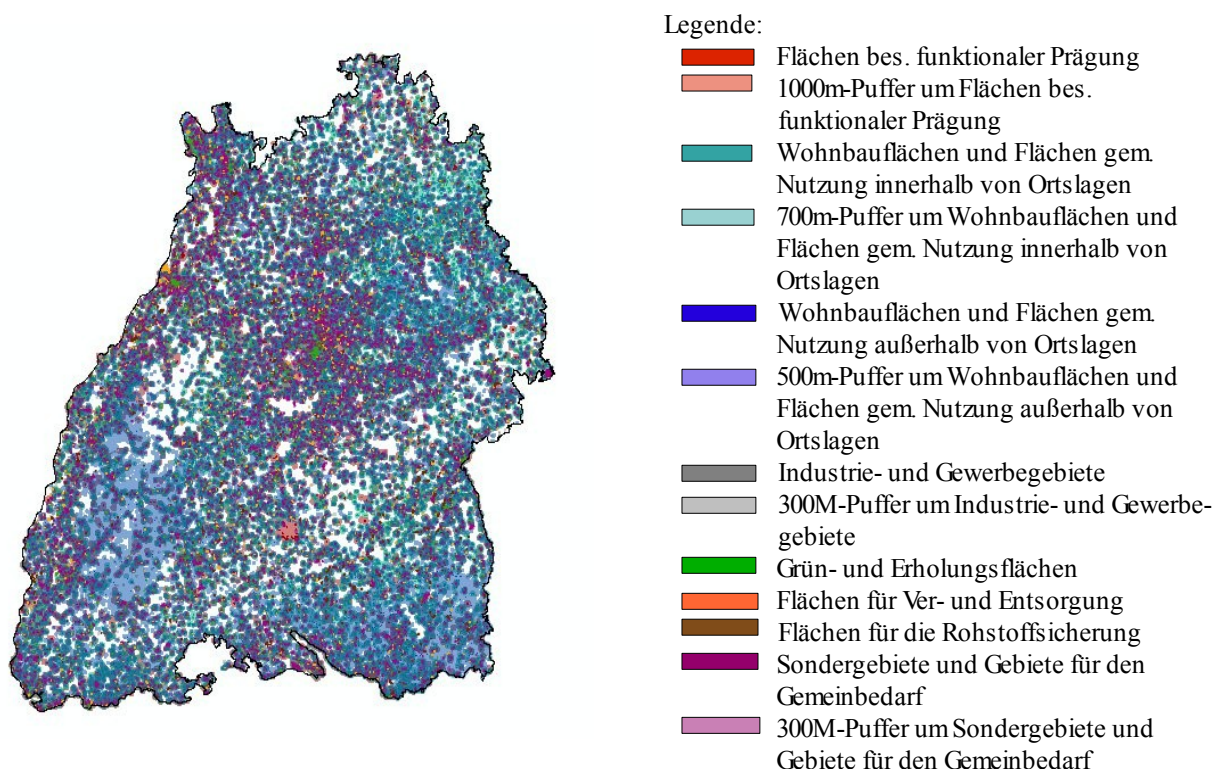 Legende:
Flächen bes. funktionaler Prägung
1000m-Puffer um Flächen bes.
funktionaler Prägung
Wohnbauflächen und Flächen gem.
Nutzung innerhalb von Ortslagen
700m-Puffer um Wohnbauflächen und
Flächen gem. Nutzung innerhalb von
Ortslagen
Wohnbauflächen und Flächen gem.
Nutzung außerhalb von Ortslagen
500m-Puffer um Wohnbauflächen und
Flächen gem. Nutzung außerhalb von
Ortslagen
Industrie- und Gewerbegebiete
300M-Puffer um Industrie- und Gewerbe-
gebiete
Grün- und Erholungsflächen
Flächen für Ver- und Entsorgung
Flächen für die Rohstoffsicherung
Sondergebiete und Gebiete für den
Gemeinbedarf
300M-Puffer um Sondergebiete und
Gebiete für den Gemeinbedarf